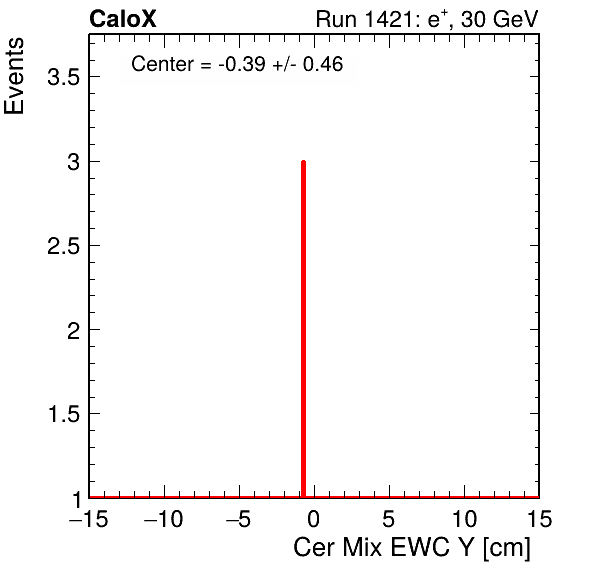 CaloX Run 1421: e⁺, 30 GeV
Center = -0.39 +/- 0.46
Events
3.5
3
2.5
2
1.5
1
−15 −10 −5 0 5 10 15
Cer Mix EWC Y [cm]